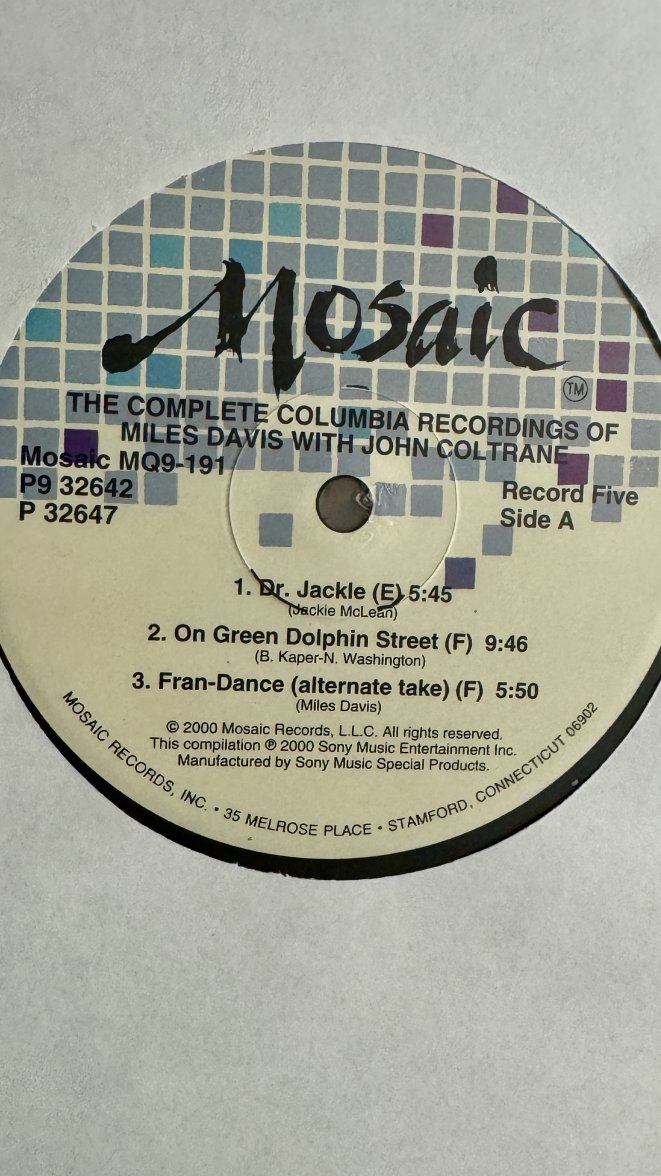 Mosaic
TM
THE COMPLETE COLUMBIA RECORDINGS OF
MILES DAVIS WITH JOHN COLTRANE
Mosaic MQ9-191
P9 32642
P 32647
Record Five
Side A
1. Dr. Jackle (E) 5:45
(Jackie McLean)
2. On Green Dolphin Street (F) 9:46
(B. Kaper-N. Washington)
3. Fran-Dance (alternate take) (F) 5:50
(Miles Davis)
© 2000 Mosaic Records, L.L.C. All rights reserved.
This compilation ℗ 2000 Sony Music Entertainment Inc.
Manufactured by Sony Music Special Products.
MOSAIC RECORDS, INC. • 35 MELROSE PLACE • STAMFORD, CONNECTICUT 06902